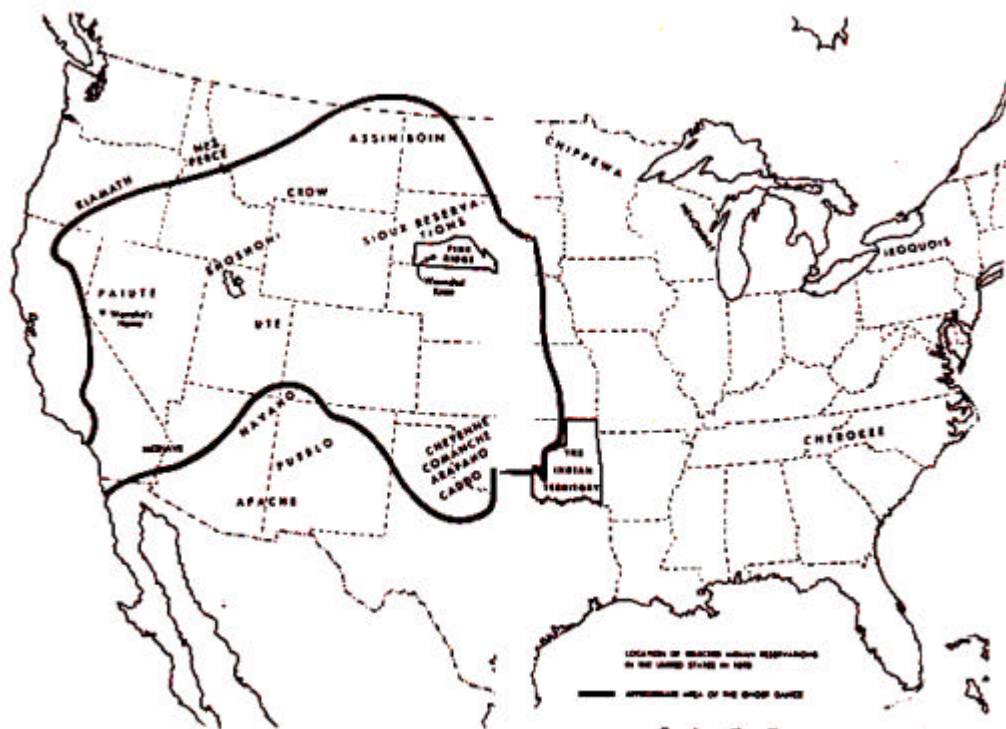 ASSINIBOIN
CHIPPEWA
NEZ
PERCE
KLAMATH
CROW
SIOUX RESERVA-
TIONS
PINE
RIDGE
Wounded
Knee
SHOSHONI
IROQUOIS
PAIUTE
Home
UTE
NAVAHO
MOHAVE
PUEBLO
APACHE
CHEYENNE
COMANCHE
ARAPAHO
CADDO
THE
INDIAN
TERRITORY
CHEROKEE
LOCATION OF SELECTED INDIAN RESERVATIONS
IN THE UNITED STATES IN
APPROXIMATE AREA OF THE GHOST DANCE